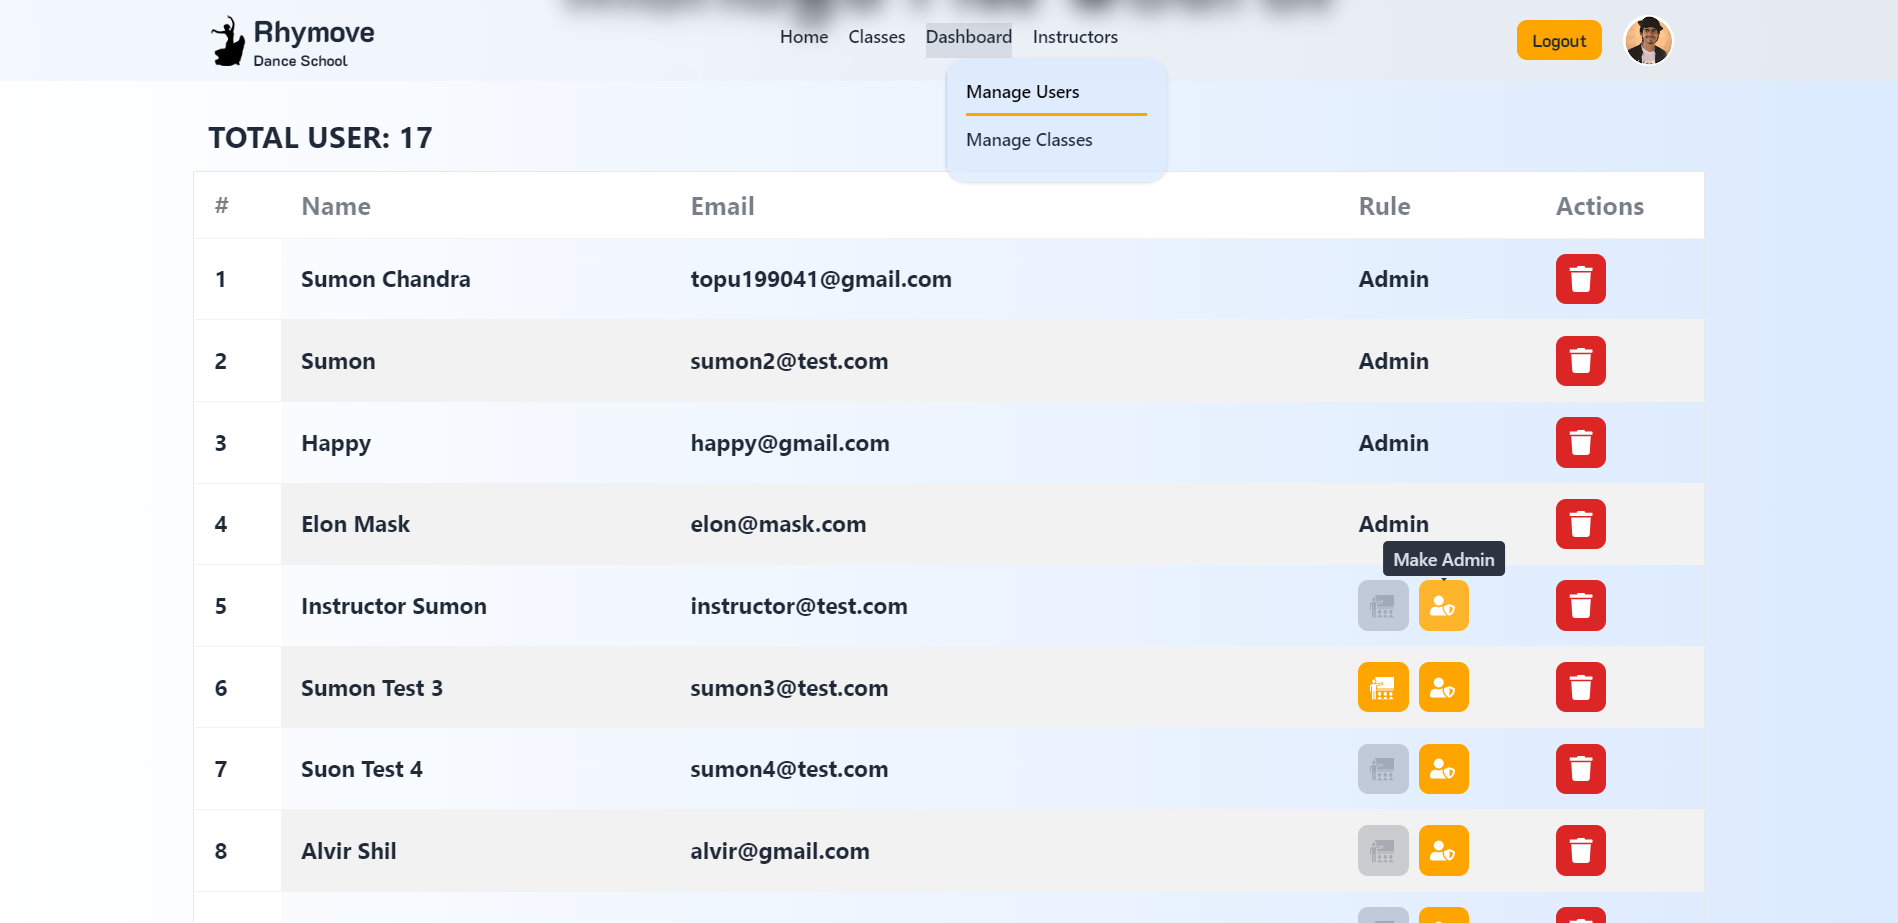 Rhymove
Dance School
Home Classes Dashboard Instructors
Logout
Manage Users
Manage Classes
TOTAL USER: 17
# Name Email Rule Actions
1 Sumon Chandra topu199041@gmail.com Admin
2 Sumon sumon2@test.com Admin
3 Happy happy@gmail.com Admin
4 Elon Mask elon@mask.com Admin
Make Admin
5 Instructor Sumon instructor@test.com
6 Sumon Test 3 sumon3@test.com
7 Suon Test 4 sumon4@test.com
8 Alvir Shil alvir@gmail.com